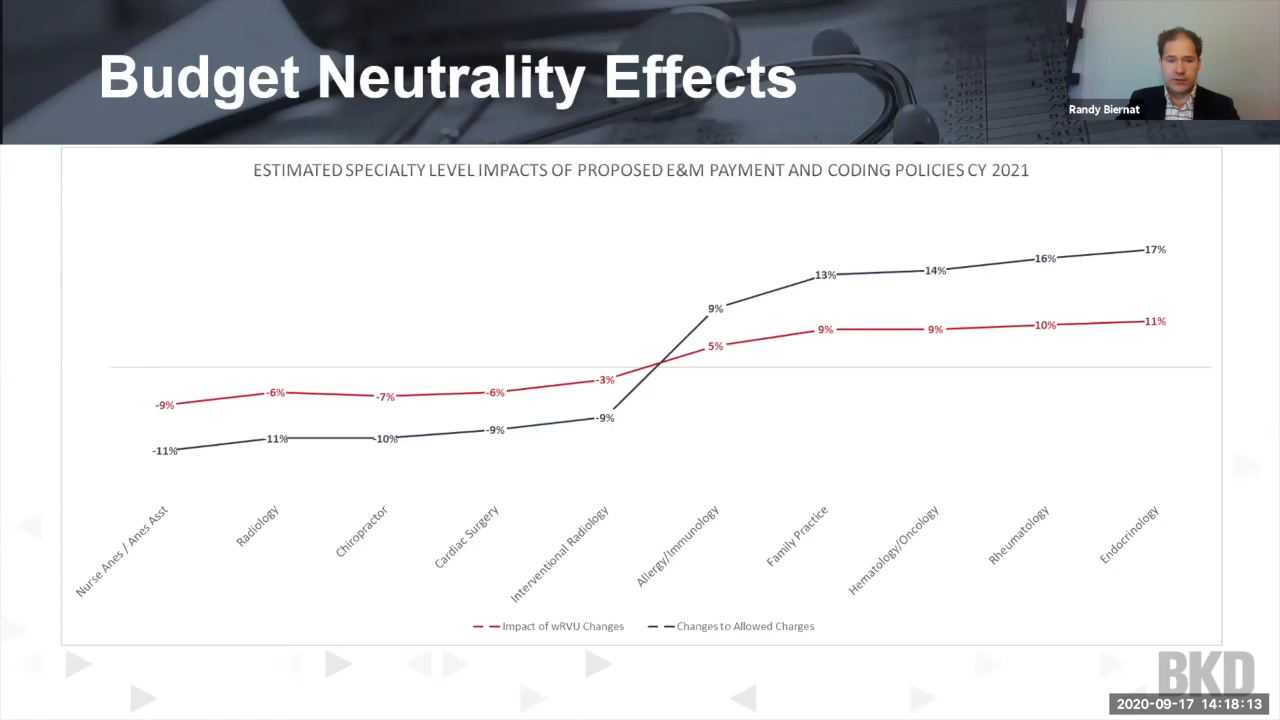 Budget Neutrality Effects
Randy Biernat
ESTIMATED SPECIALTY LEVEL IMPACTS OF PROPOSED E&M PAYMENT AND CODING POLICIES CY 2021
17%
16%
14%
13%
9%
11%
10%
9%
9%
5%
-3%
-6%
-7%
-6%
-9%
-9%
-9%
-10%
-11%
-11%
Nurse Anes / Anes Asst
Radiology
Chiropractor
Cardiac Surgery
Interventional Radiology
Allergy/Immunology
Family Practice
Hematology/Oncology
Rheumatology
Endocrinology
Impact of wRVU Changes
Changes to Allowed Charges
BKD
2020-09-17 14:18:13